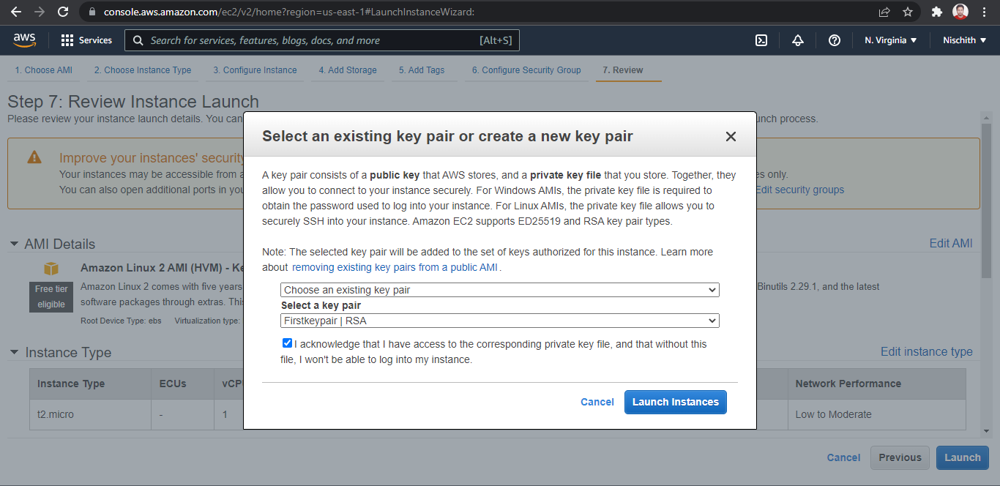 console.aws.amazon.com/ec2/v2/home?region=us-east-1#LaunchInstanceWizard:
aws Services Search for services, features, blogs, docs, and more [Alt+S] N. Virginia Nischith
1. Choose AMI 2. Choose Instance Type 3. Configure Instance 4. Add Storage 5. Add Tags 6. Configure Security Group 7. Review
Step 7: Review Instance Launch
Please review your instance launch details. You can unch process.
Improve your instances' security
Your instances may be accessible from a es only.
You can also open additional ports in you Edit security groups
AMI Details Edit AMI
Amazon Linux 2 AMI (HVM) - Ke
Free tier
eligible
Amazon Linux 2 comes with five years Binutils 2.29.1, and the latest
software packages through extras. This
Root Device Type: ebs Virtualization type:
Instance Type Edit instance type
Instance Type ECUs vCP Network Performance
t2.micro - 1 Low to Moderate
Cancel Previous Launch
Select an existing key pair or create a new key pair
A key pair consists of a public key that AWS stores, and a private key file that you store. Together, they
allow you to connect to your instance securely. For Windows AMIs, the private key file is required to
obtain the password used to log into your instance. For Linux AMIs, the private key file allows you to
securely SSH into your instance. Amazon EC2 supports ED25519 and RSA key pair types.
Note: The selected key pair will be added to the set of keys authorized for this instance. Learn more
about removing existing key pairs from a public AMI.
Choose an existing key pair
Select a key pair
Firstkeypair | RSA
I acknowledge that I have access to the corresponding private key file, and that without this
file, I won't be able to log into my instance.
Cancel Launch Instances